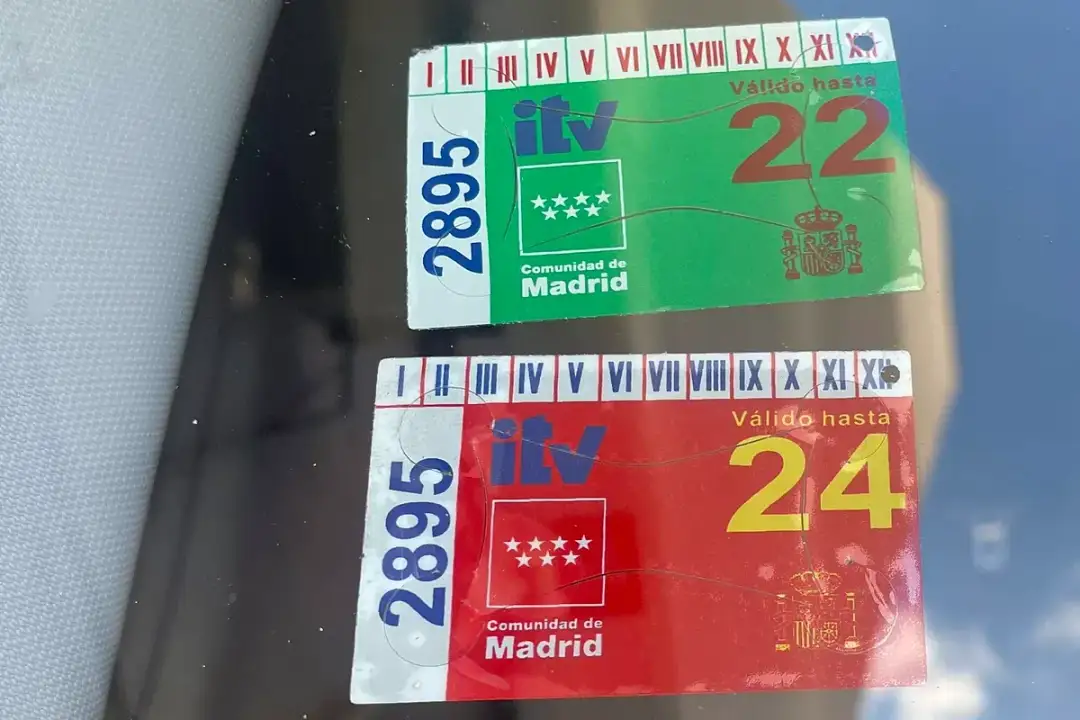 I II III IV V VI VII VIII IX X XI XII
Válido hasta
22
itv
2895
Comunidad de
Madrid
I II III IV V VI VII VIII IX X XI XII
Válido hasta
24
itv
2895
Comunidad de
Madrid